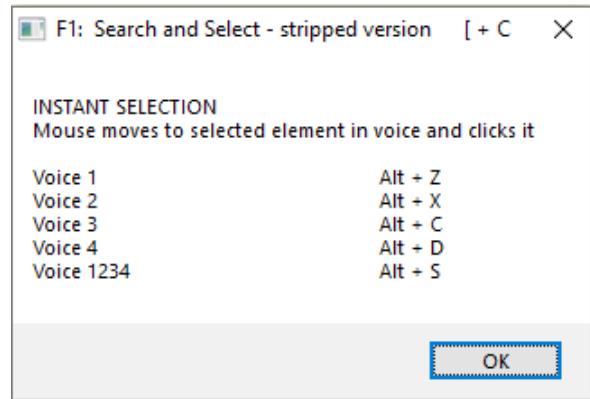 F1: Search and Select - stripped version [ + C
INSTANT SELECTION
Mouse moves to selected element in voice and clicks it
Voice 1 Alt + Z
Voice 2 Alt + X
Voice 3 Alt + C
Voice 4 Alt + D
Voice 1234 Alt + S
OK